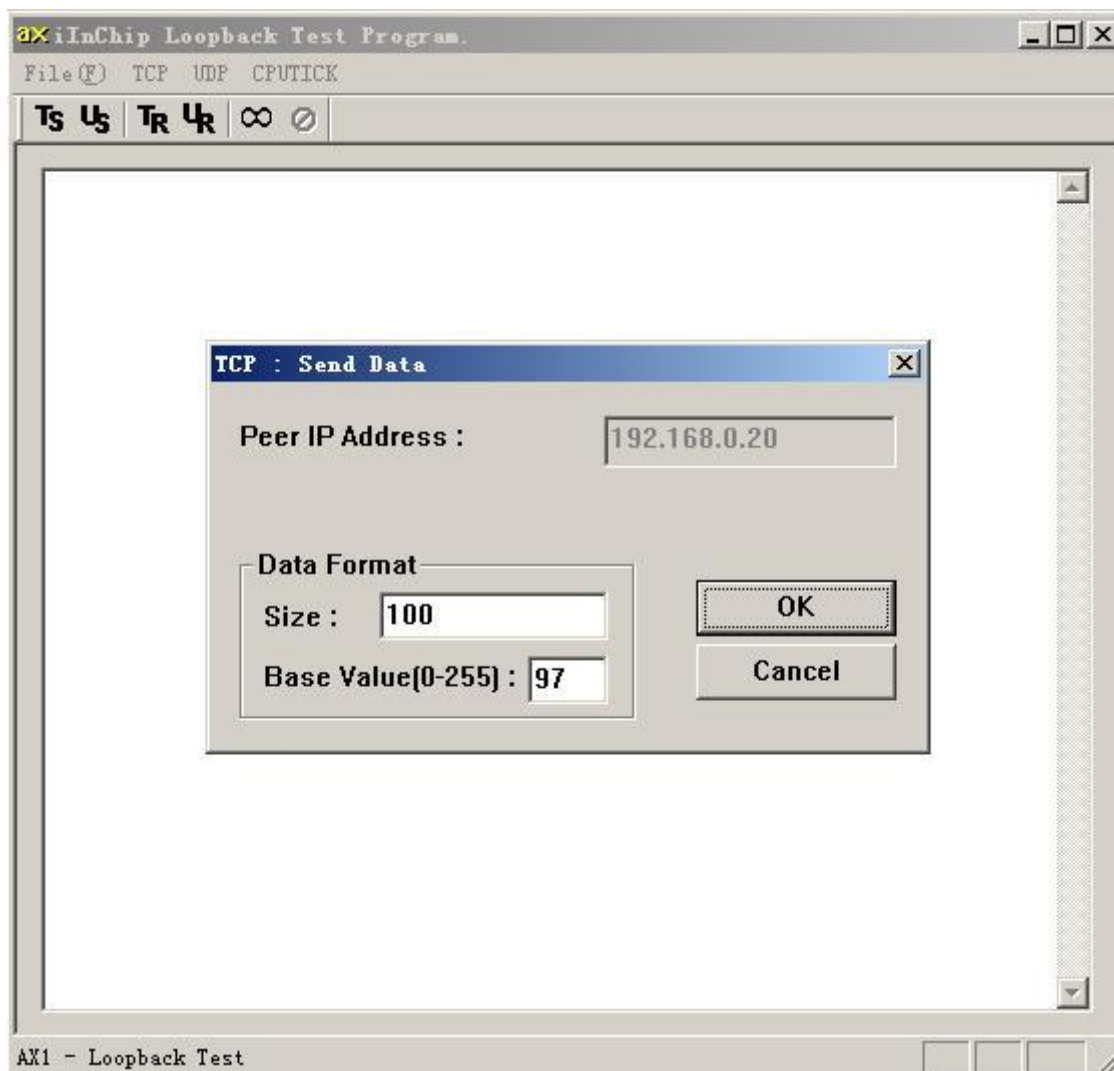 ax iInChip Loopback Test Program.
File(F) TCP UDP CPUTICK
TS US TR UR
TCP : Send Data
Peer IP Address : 192.168.0.20
Data Format
Size : 100
Base Value(0-255) : 97
OK
Cancel
AX1 - Loopback Test